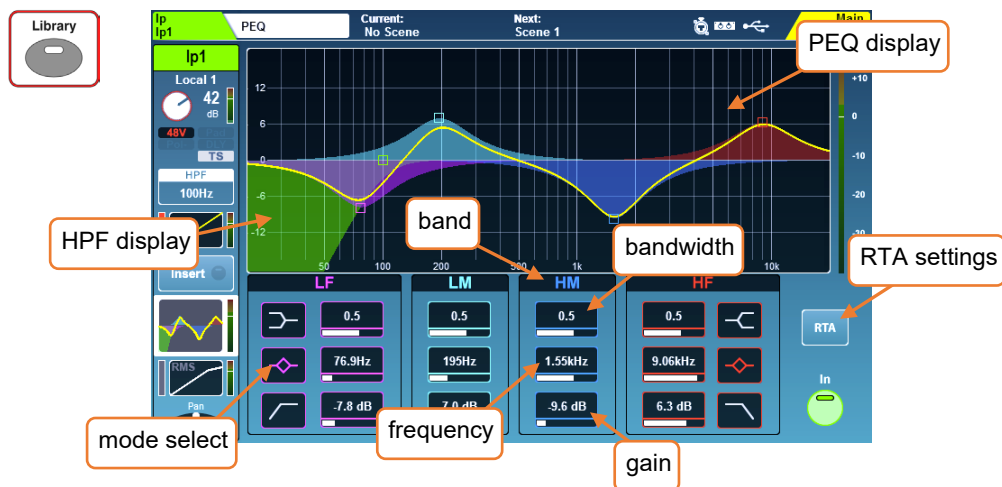 Library
Ip
Ip1
PEQ
Current:
No Scene
Next:
Scene 1
Main
PEQ display
Ip1
Local 1
42
dB
48V
TS
HPF
100Hz
Insert
RMS
Pan
HPF display
12
6
0
-6
-12
50 100 200 500 1k 10k
+10
0
-10
-20
-30
band
bandwidth
RTA settings
LF LM HM HF
0.5 0.5 0.5 0.5
76.9Hz 195Hz 1.55kHz 9.06kHz
-7.8 dB 7.0 dB -9.6 dB 6.3 dB
RTA
In
mode select
frequency
gain